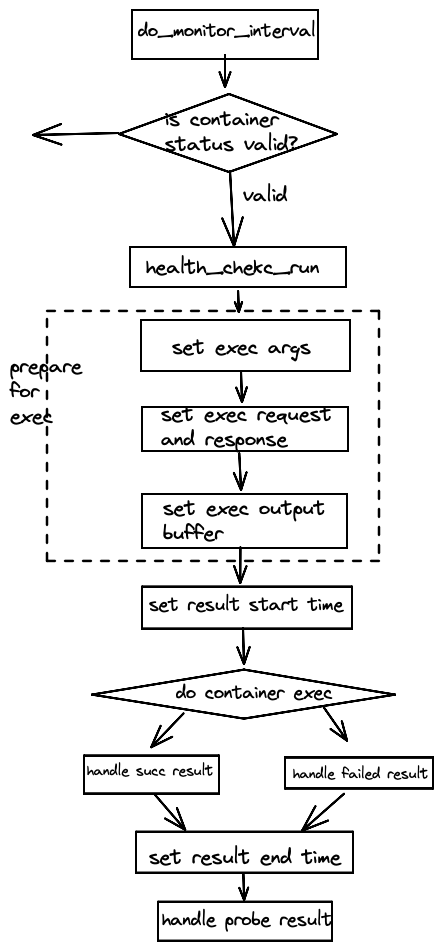 do_monitor_interval
is container
status valid?
valid
health_chekc_run
set exec args
prepare
for
exec
set exec request
and response
set exec output
buffer
set result start time
do container exec
handle succ result
handle failed result
set result end time
handle probe result